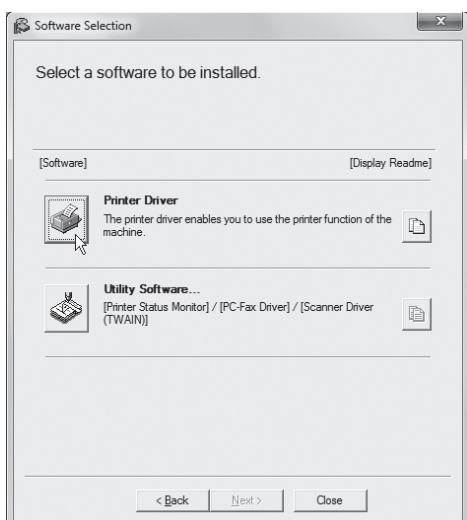 Software Selection
x
Select a software to be installed.
[Software] [Display Readme]
Printer Driver
The printer driver enables you to use the printer function of the
machine.
Utility Software...
[Printer Status Monitor] / [PC-Fax Driver] / [Scanner Driver
(TWAIN)]
< Back Next > Close